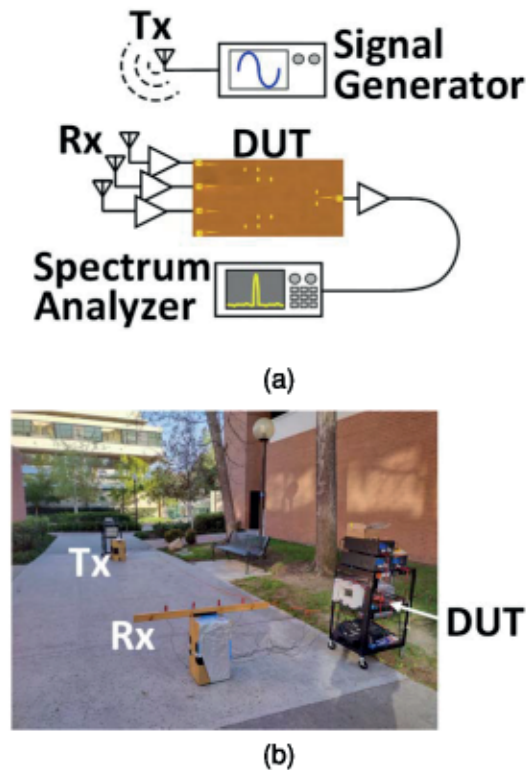 Tx
Signal
Generator
Rx
DUT
Spectrum
Analyzer
(a)
Tx
Rx
DUT
(b)